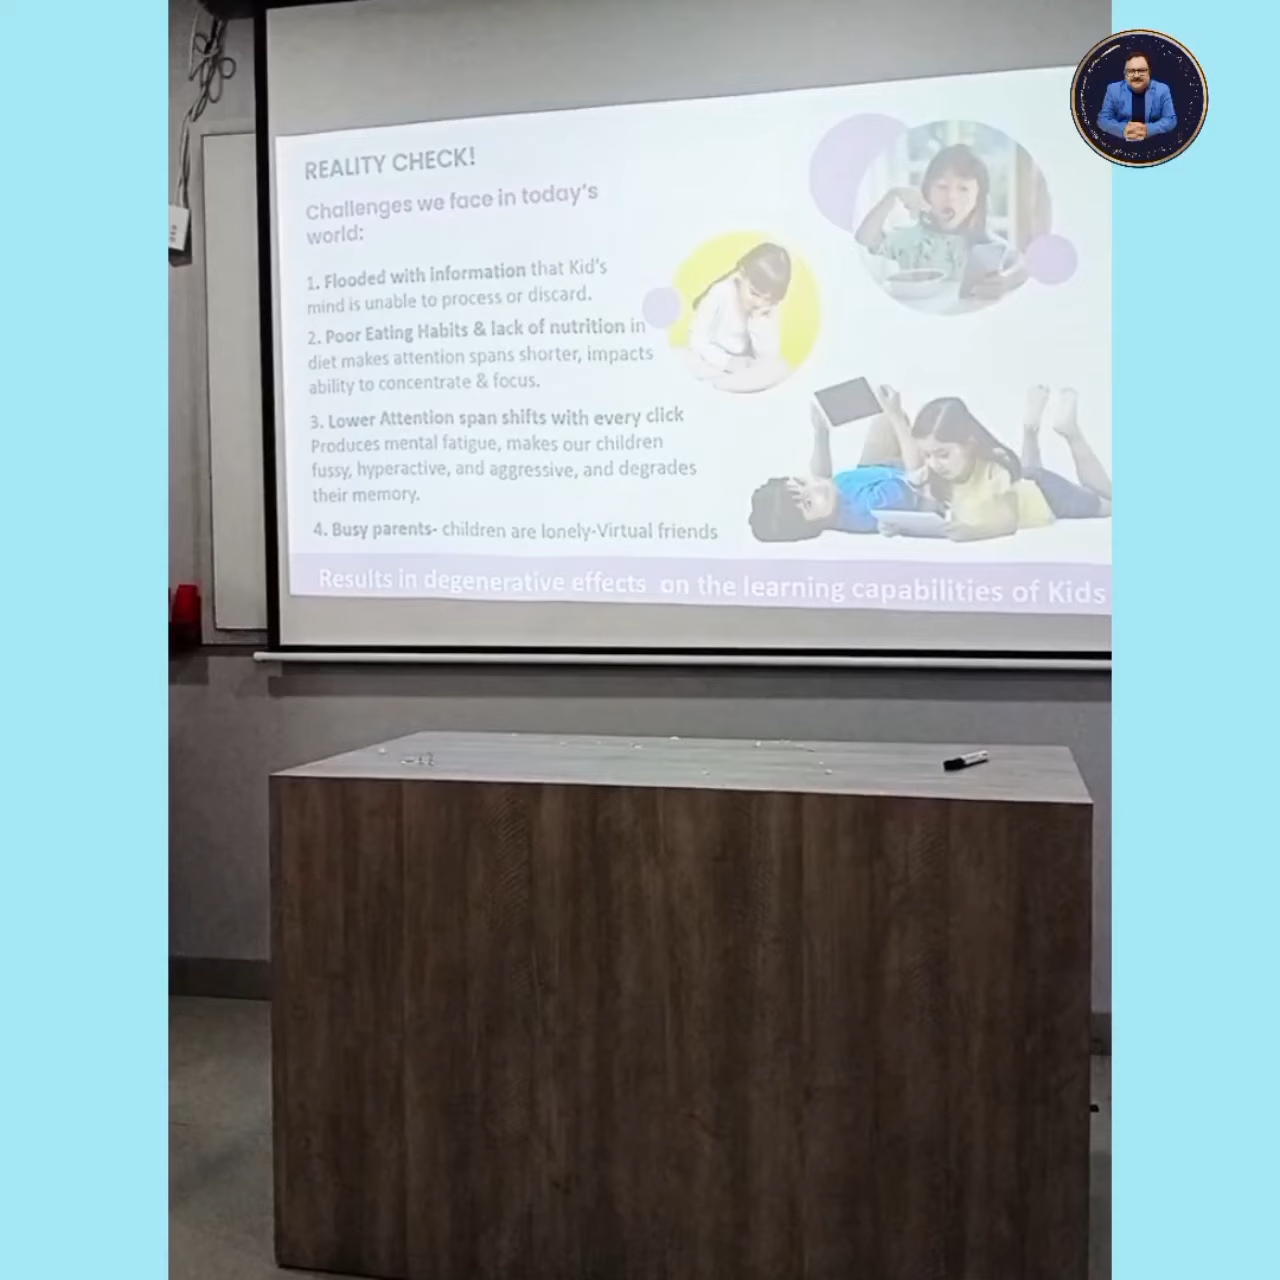 REALITY CHECK!
Challenges we face in today's
world:
1. Flooded with information that Kid's
mind is unable to process or discard.
2. Poor Eating Habits & lack of nutrition in
diet makes attention spans shorter, impacts
ability to concentrate & focus.
3. Lower Attention span shifts with every click
Produces mental fatigue, makes our children
fussy, hyperactive, and aggressive, and degrades
their memory.
4. Busy parents- children are lonely-Virtual friends
Results in degenerative effects on the learning capabilities of Kids